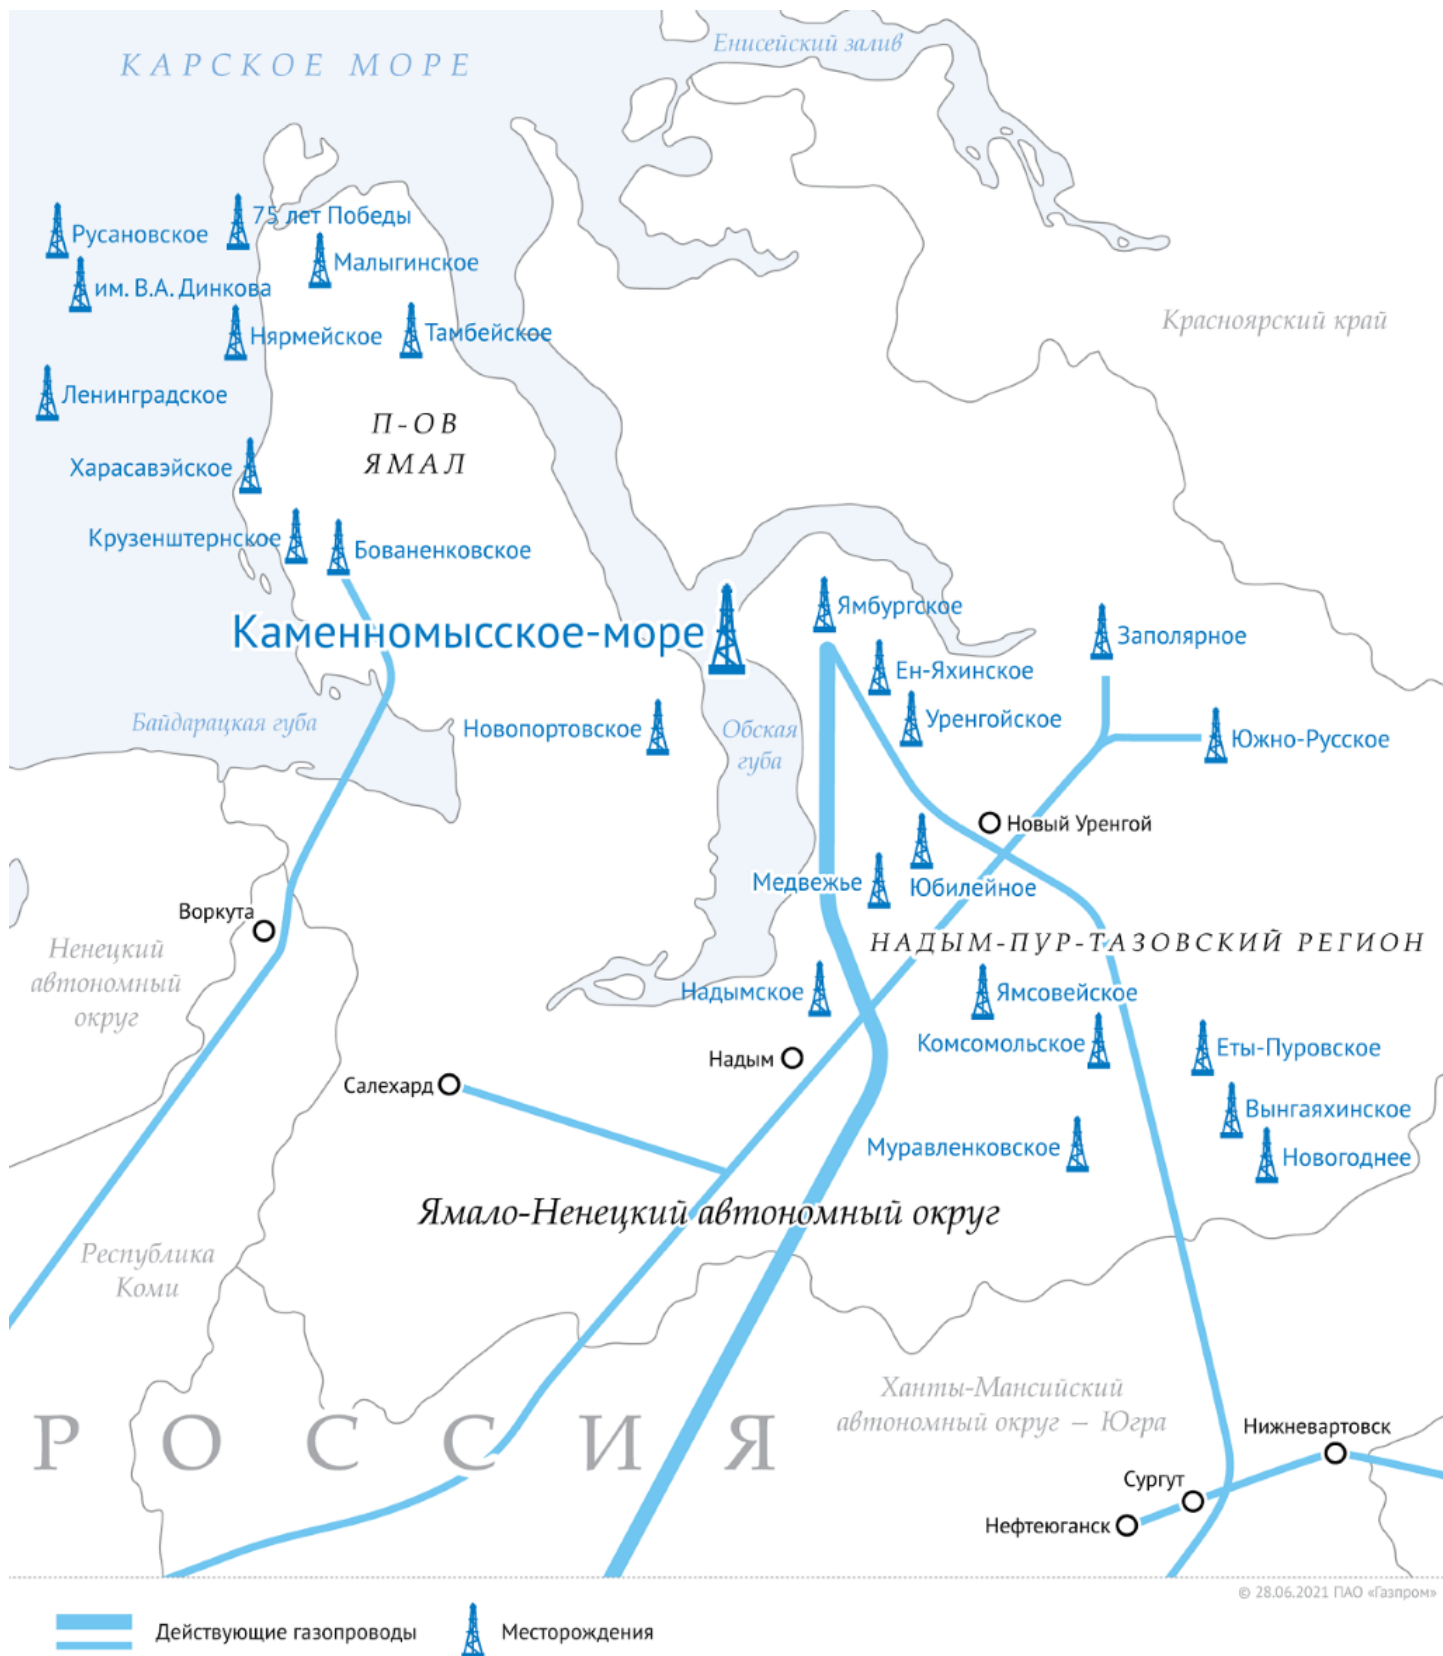 Енисейский залив
КАРСКОЕ МОРЕ
75 лет Победы
Русановское
Малыгинское
им. В.А. Динкова
Красноярский край
Нярмейское
Тамбейское
Ленинградское
П-ОВ
ЯМАЛ
Харасавэйское
Крузенштернское
Бованенковское
Ямбургское
Каменномысское-море
Заполярное
Ен-Яхинское
Уренгойское
Байдарацкая губа
Новопортовское
Обская
губа
Южно-Русское
Новый Уренгой
Медвежье
Юбилейное
Воркута
НАДЫМ-ПУР-ТАЗОВСКИЙ РЕГИОН
Ненецкий
автономный
округ
Надымское
Ямсовейское
Комсомольское
Еты-Пуровское
Надым
Салехард
Вынгаяхинское
Муравленковское
Новогоднее
Ямало-Ненецкий автономный округ
Республика
Коми
Ханты-Мансийский
автономный округ – Югра
РОССИЯ
Нижневартовск
Сургут
Нефтеюганск
© 28.06.2021 ПАО «Газпром»
Действующие газопроводы
Месторождения